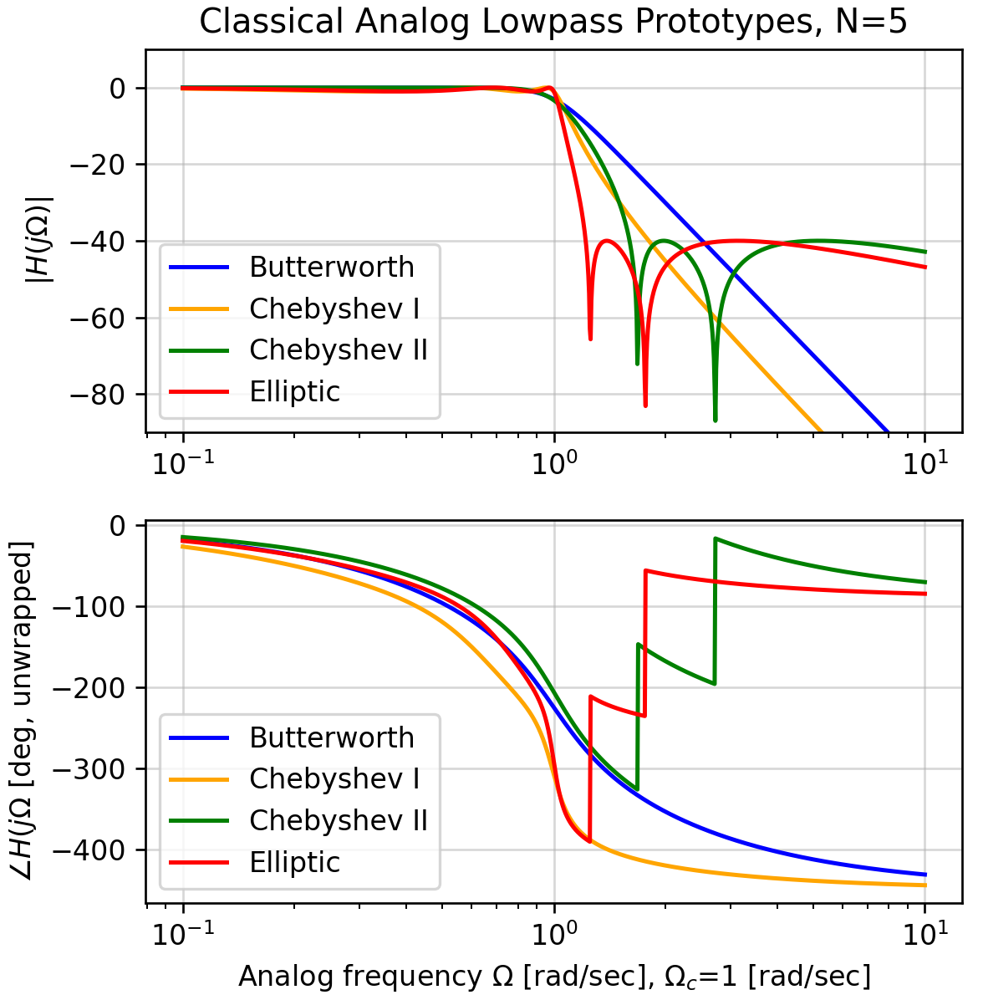 Classical Analog Lowpass Prototypes, N=5
|H(jΩ)|
0
−20
−40
−60
−80
Butterworth
Chebyshev I
Chebyshev II
Elliptic
10⁻¹
10⁰
10¹
∠H(jΩ [deg, unwrapped]
0
−100
−200
−300
−400
Butterworth
Chebyshev I
Chebyshev II
Elliptic
10⁻¹
10⁰
10¹
Analog frequency Ω [rad/sec], Ω_c=1 [rad/sec]